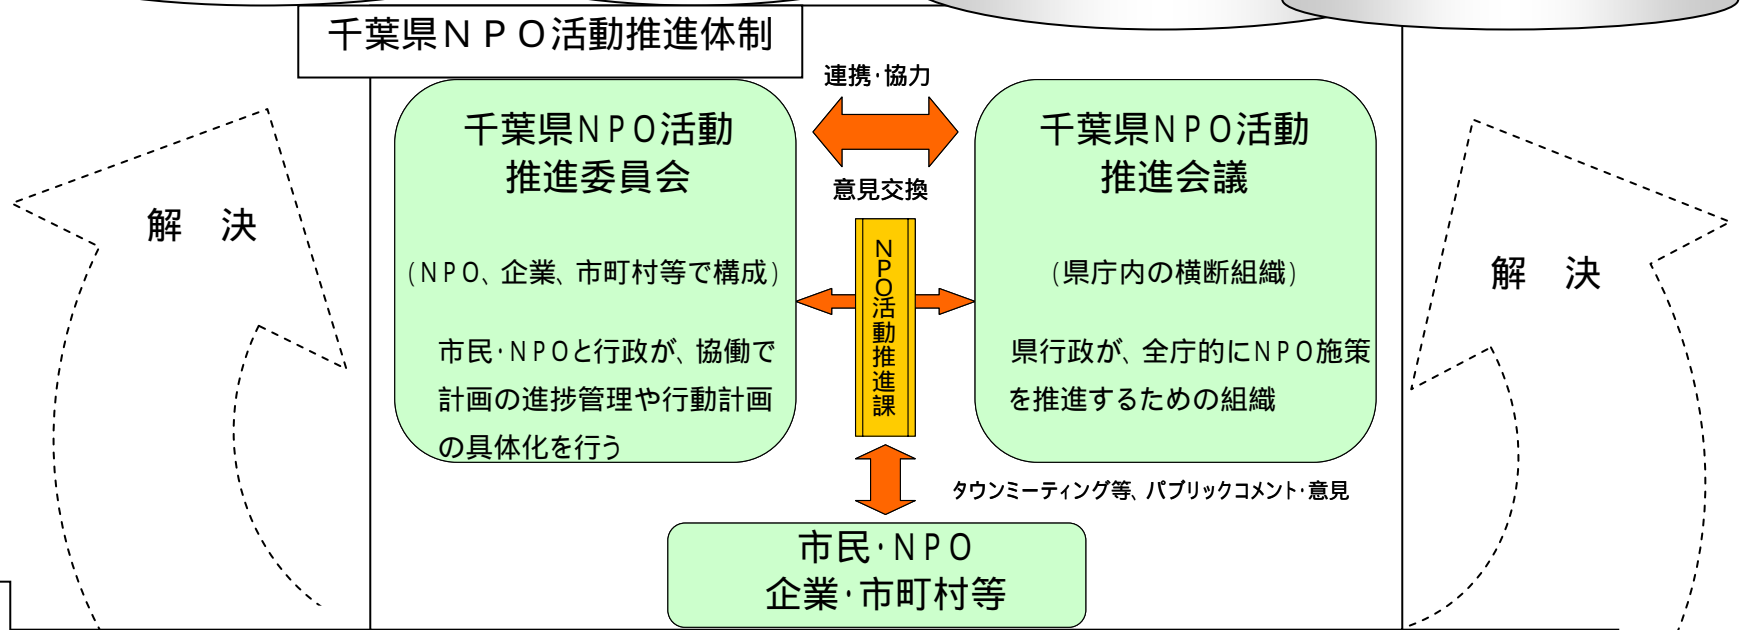 千葉県ＮＰＯ活動推進体制
連携・協力
意見交換
千葉県NPO活動
推進委員会
（NPO、企業、市町村等で構成）
市民・NPOと行政が、協働で
計画の進捗管理や行動計画
の具体化を行う
NPO活動推進課
千葉県NPO活動
推進会議
（県庁内の横断組織）
県行政が、全庁的にNPO施策
を推進するための組織
解　決
解　決
タウンミーティング等、パブリックコメント・意見
市民・NPO
企業・市町村等